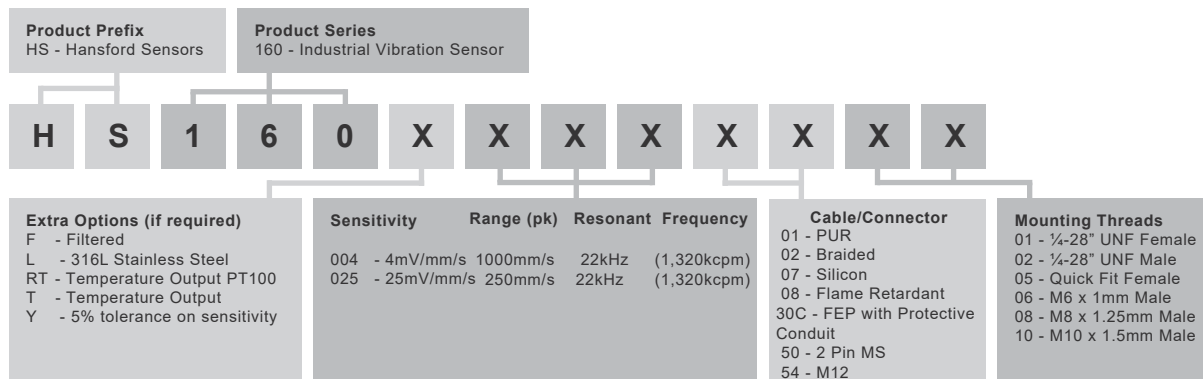 Product Prefix
HS - Hansford Sensors
Product Series
160 - Industrial Vibration Sensor
H S 1 6 0 X X X X X X X X
Extra Options (if required)
F - Filtered
L - 316L Stainless Steel
RT - Temperature Output PT100
T - Temperature Output
Y - 5% tolerance on sensitivity
Sensitivity Range (pk) Resonant Frequency
004 - 4mV/mm/s 1000mm/s 22kHz (1,320kcpm)
025 - 25mV/mm/s 250mm/s 22kHz (1,320kcpm)
Cable/Connector
01 - PUR
02 - Braided
07 - Silicon
08 - Flame Retardant
30C - FEP with Protective
Conduit
50 - 2 Pin MS
54 - M12
Mounting Threads
01 - ¼-28” UNF Female
02 - ¼-28” UNF Male
05 - Quick Fit Female
06 - M6 x 1mm Male
08 - M8 x 1.25mm Male
10 - M10 x 1.5mm Male